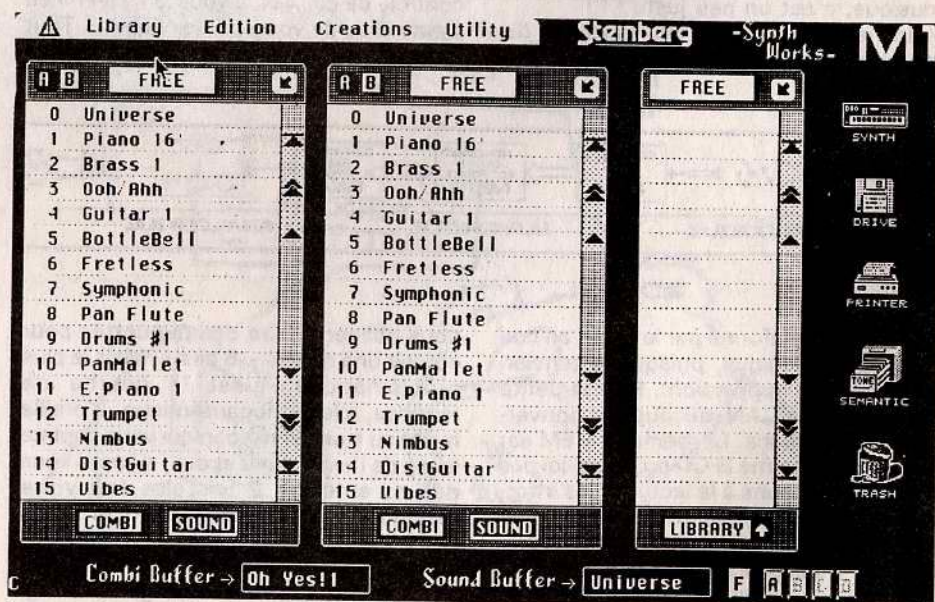 Library Edition Creations Utility Steinberg -Synth Works- M1
A B FREE
0 Universe
1 Piano 16'
2 Brass 1
3 Ooh/Ahh
4 Guitar 1
5 BottleBell
6 Fretless
7 Symphonic
8 Pan Flute
9 Drums #1
10 PanMallet
11 E.Piano 1
12 Trumpet
13 Nimbus
14 DistGuitar
15 Vibes
COMBI SOUND
A B FREE
0 Universe
1 Piano 16'
2 Brass 1
3 Ooh/Ahh
4 Guitar 1
5 BottleBell
6 Fretless
7 Symphonic
8 Pan Flute
9 Drums #1
10 PanMallet
11 E.Piano 1
12 Trumpet
13 Nimbus
14 DistGuitar
15 Vibes
COMBI SOUND
FREE
LIBRARY
SYNTH
DRIVE
PRINTER
TONE
SEMANTIC
TRASH
Combi Buffer → Oh Yes!1 Sound Buffer → Universe F A B C D